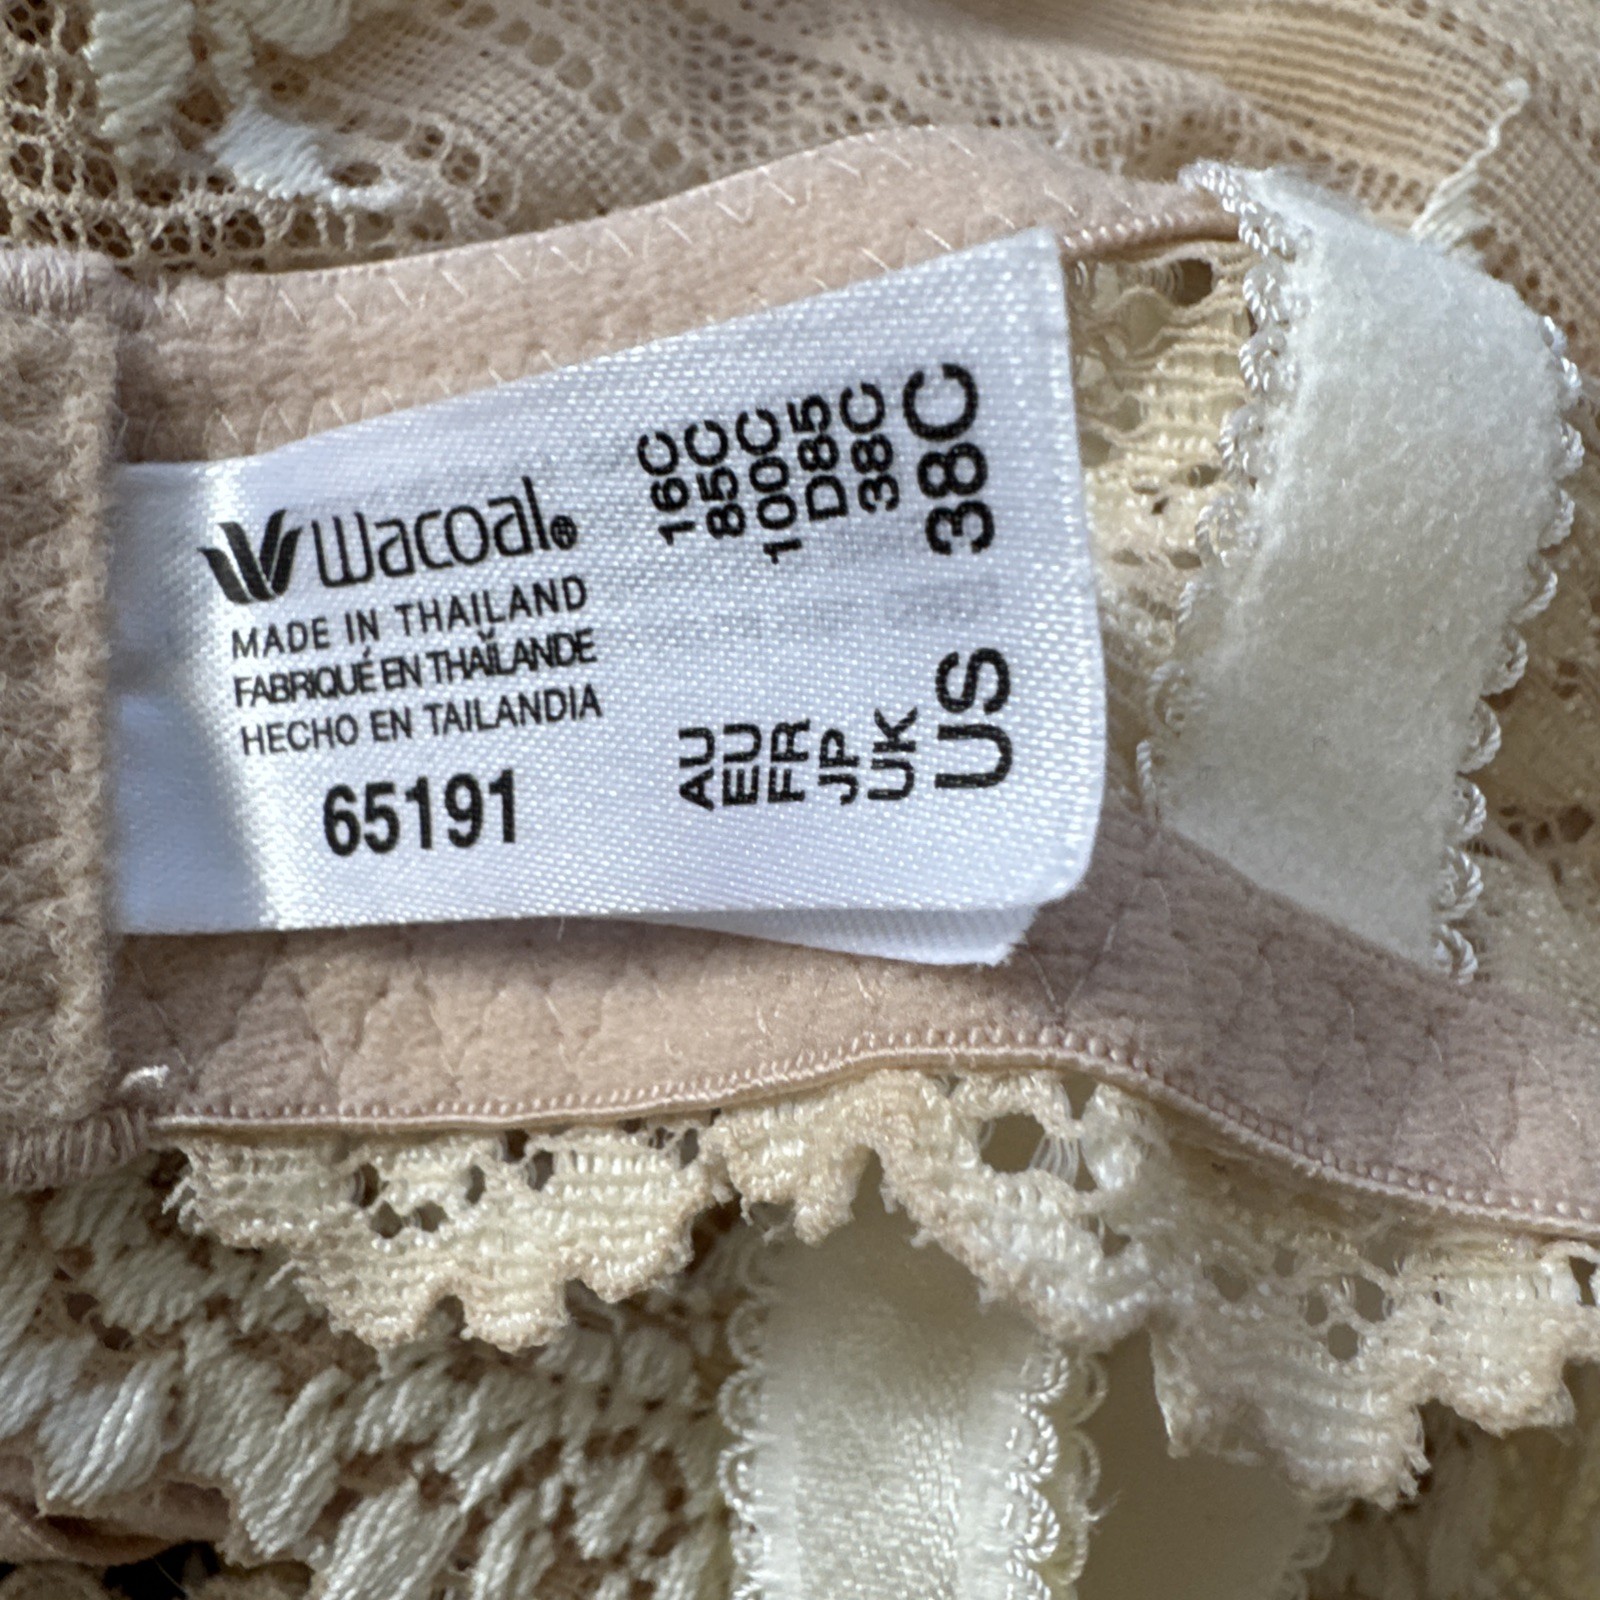 Wacoal®
MADE IN THAILAND
FABRIQUÉ EN THAÏLANDE
HECHO EN TAILANDIA
65191
AU 16C
EU 85C
FR 100C
JP D85
UK 38C
US 38C